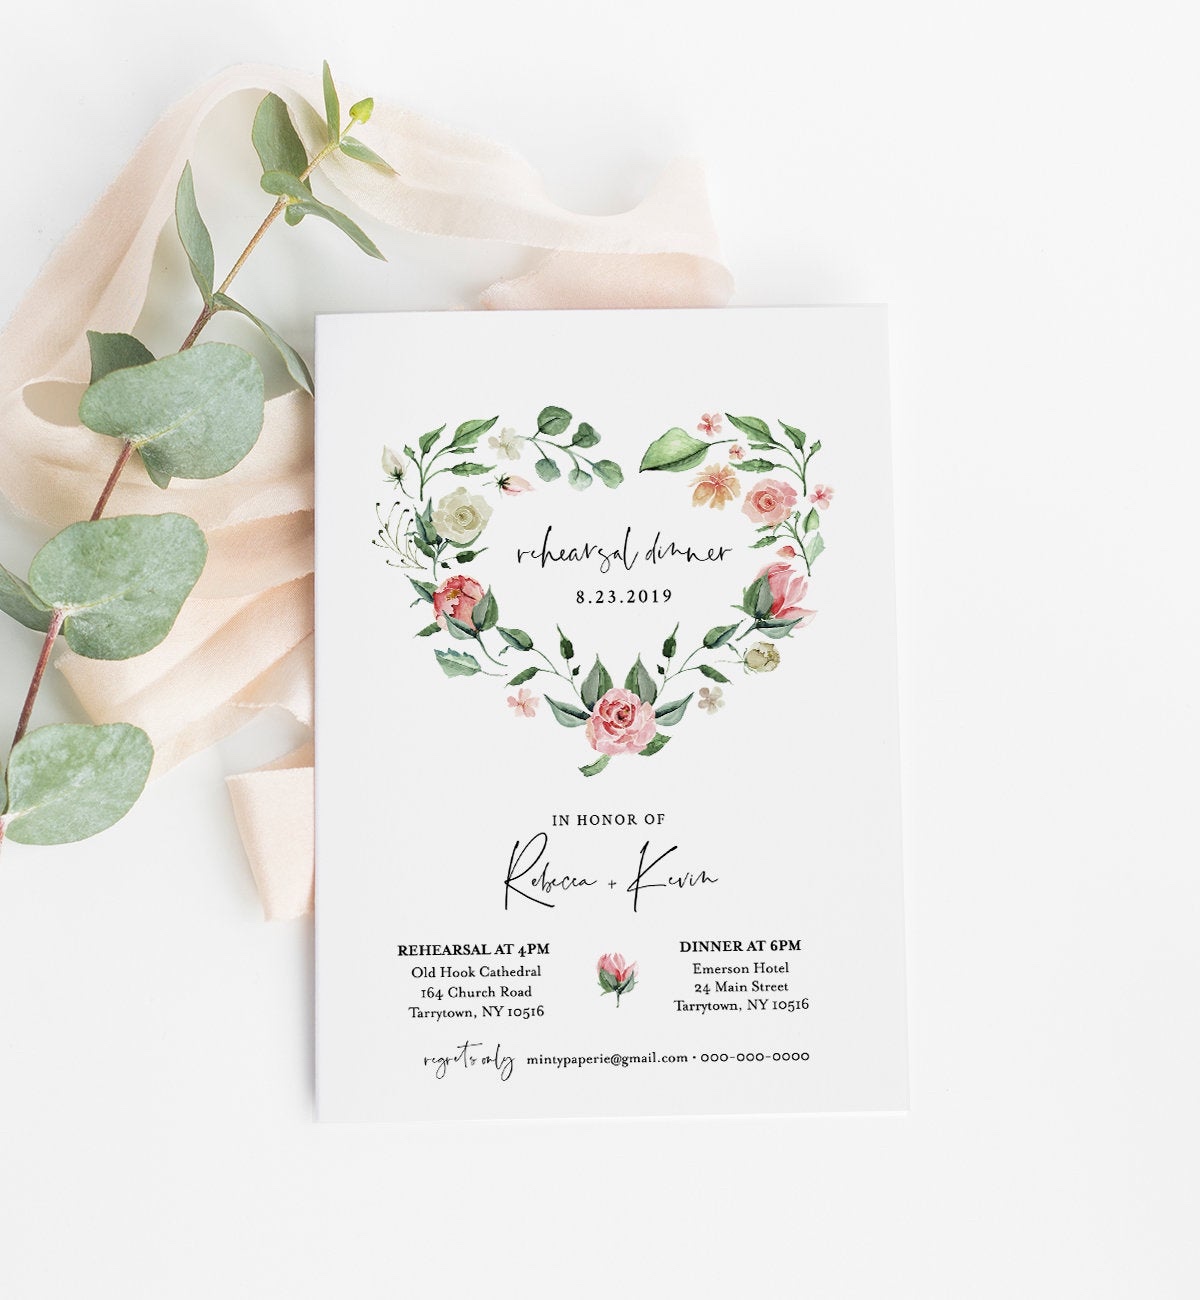 rehearsal dinner
8.23.2019
IN HONOR OF
Rebecca + Kevin
REHEARSAL AT 4PM
Old Hook Cathedral
164 Church Road
Tarrytown, NY 10516
DINNER AT 6PM
Emerson Hotel
24 Main Street
Tarrytown, NY 10516
regrets only mintypaperie@gmail.com • 000-000-0000